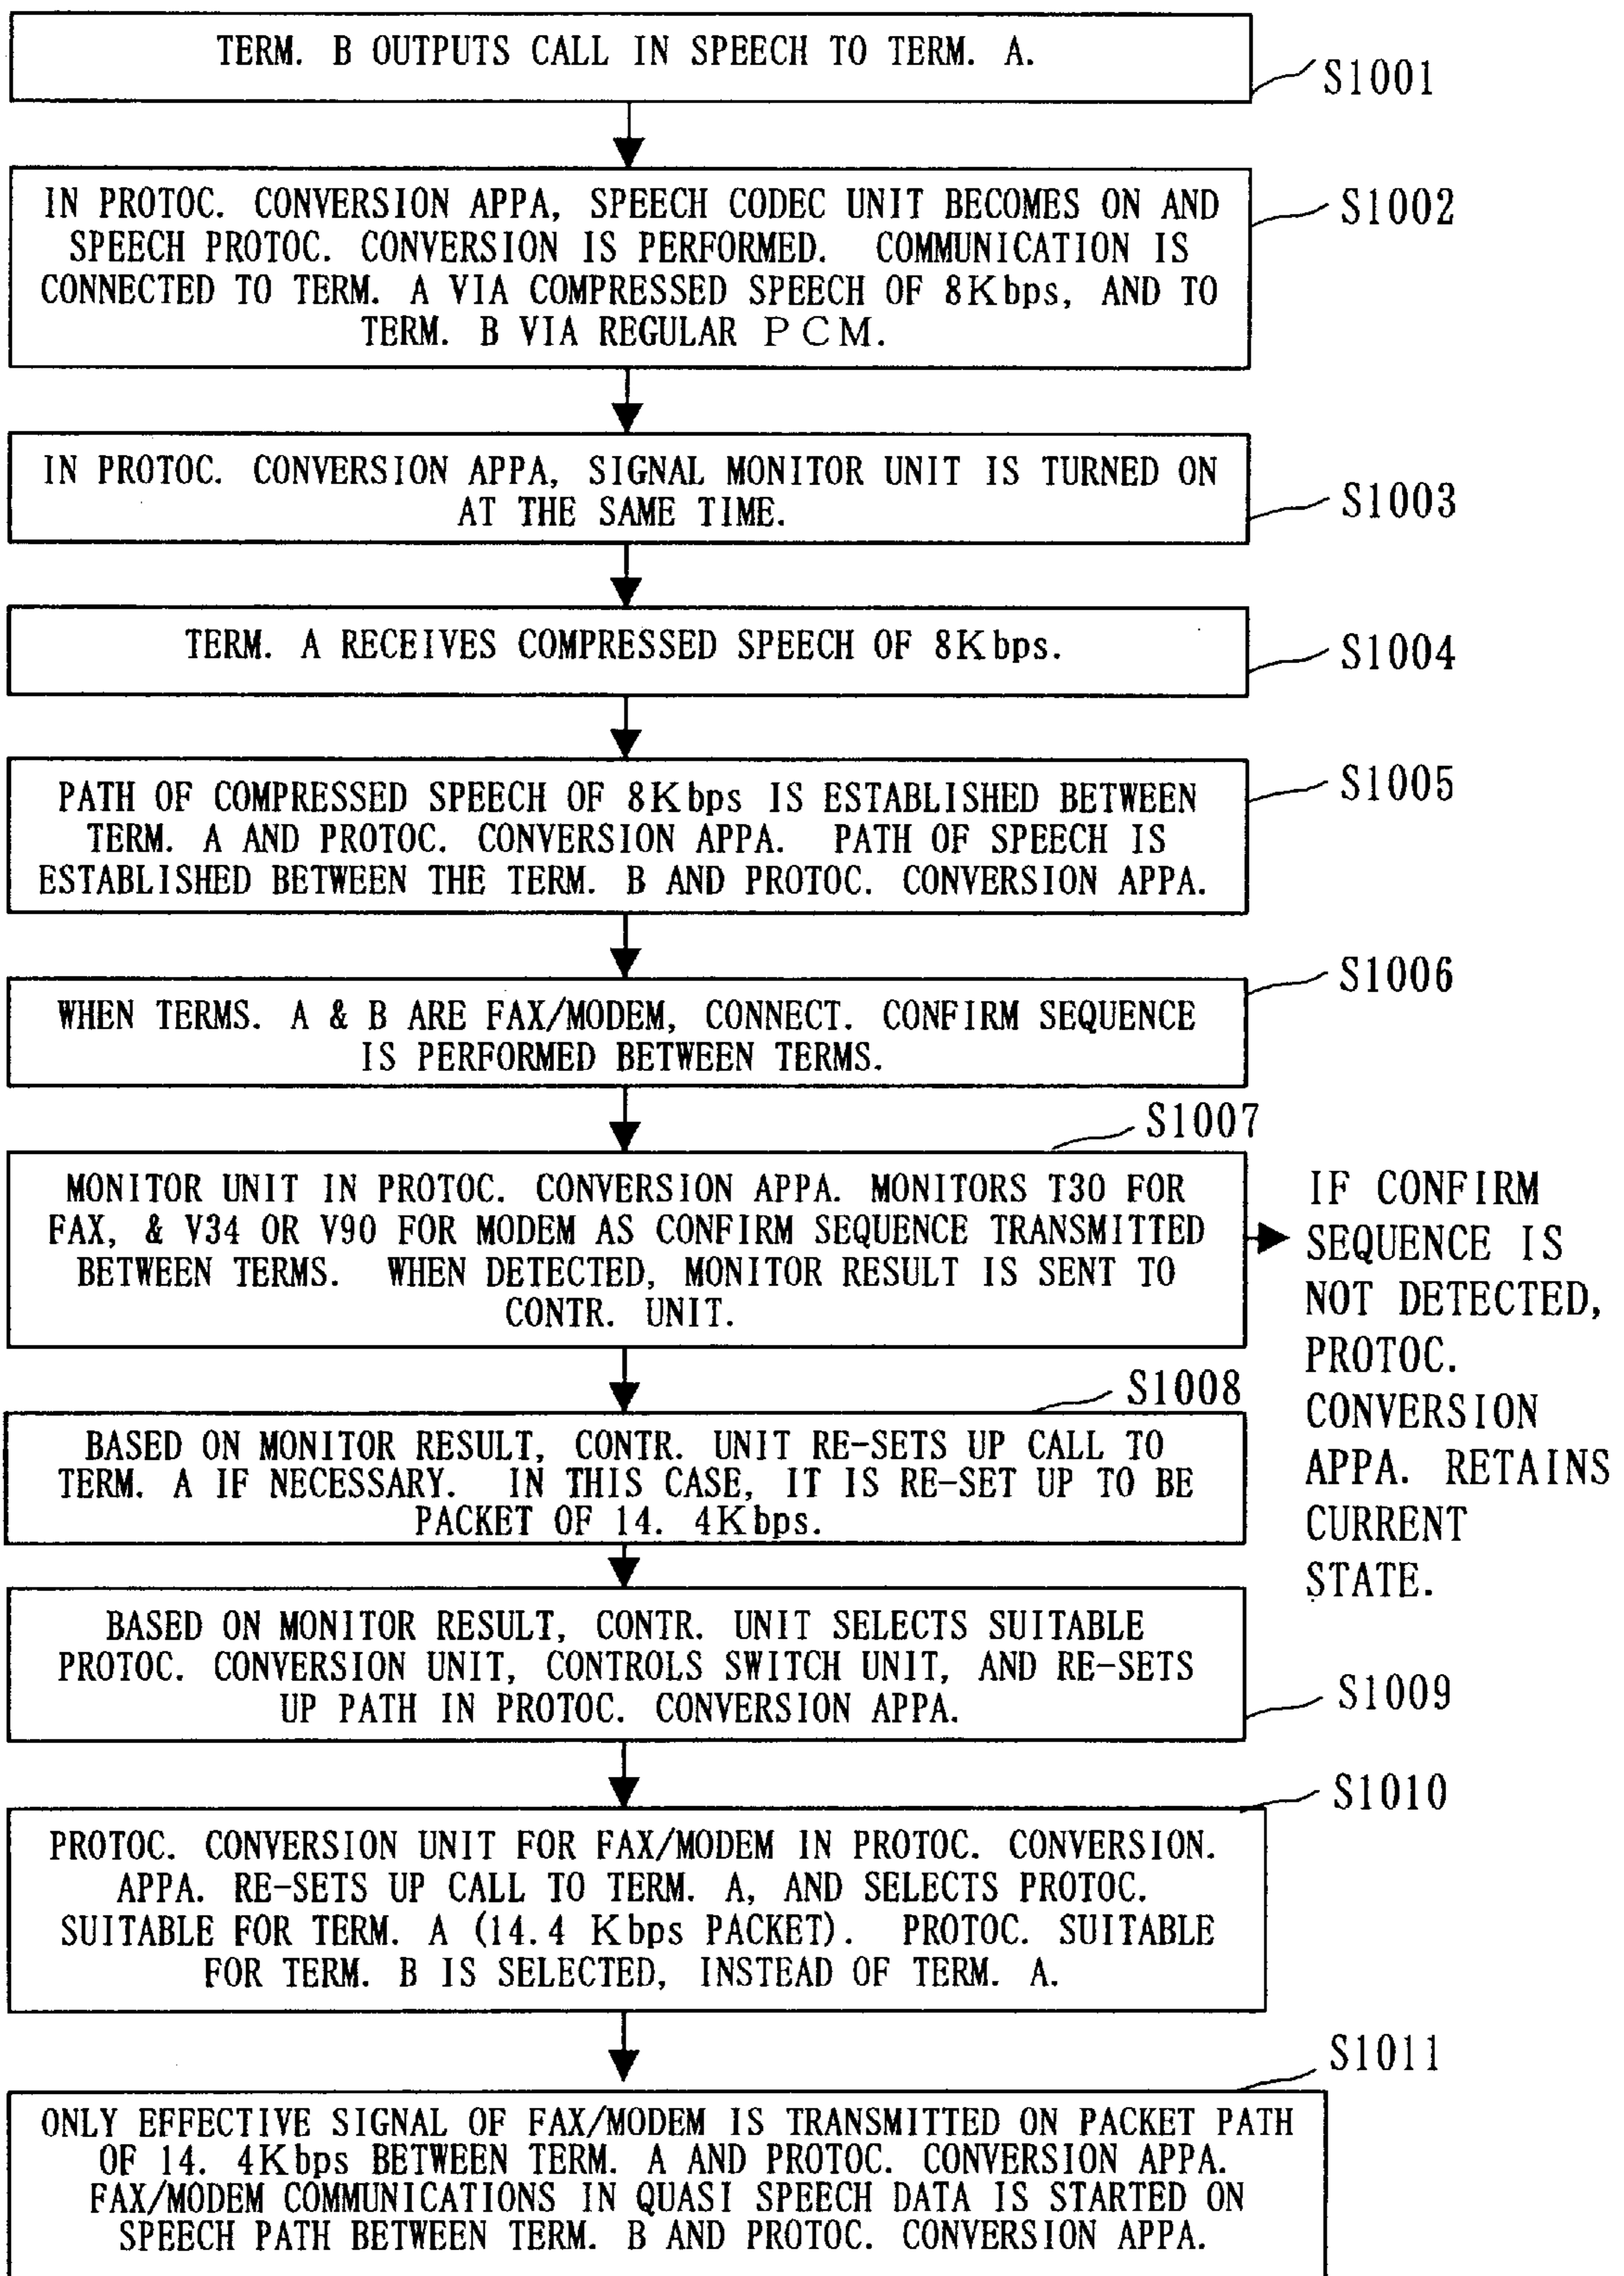 TERM. B OUTPUTS CALL IN SPEECH TO TERM. A.
S1001
IN PROTOC. CONVERSION APPA, SPEECH CODEC UNIT BECOMES ON AND
SPEECH PROTOC. CONVERSION IS PERFORMED. COMMUNICATION IS
CONNECTED TO TERM. A VIA COMPRESSED SPEECH OF 8Kbps, AND TO
TERM. B VIA REGULAR PCM.
S1002
IN PROTOC. CONVERSION APPA, SIGNAL MONITOR UNIT IS TURNED ON
AT THE SAME TIME.
S1003
TERM. A RECEIVES COMPRESSED SPEECH OF 8Kbps.
S1004
PATH OF COMPRESSED SPEECH OF 8Kbps IS ESTABLISHED BETWEEN
TERM. A AND PROTOC. CONVERSION APPA. PATH OF SPEECH IS
ESTABLISHED BETWEEN THE TERM. B AND PROTOC. CONVERSION APPA.
S1005
WHEN TERMS. A & B ARE FAX/MODEM, CONNECT. CONFIRM SEQUENCE
IS PERFORMED BETWEEN TERMS.
S1006
S1007
MONITOR UNIT IN PROTOC. CONVERSION APPA. MONITORS T30 FOR
FAX, & V34 OR V90 FOR MODEM AS CONFIRM SEQUENCE TRANSMITTED
BETWEEN TERMS. WHEN DETECTED, MONITOR RESULT IS SENT TO
CONTR. UNIT.
IF CONFIRM
SEQUENCE IS
NOT DETECTED,
PROTOC.
CONVERSION
APPA. RETAINS
CURRENT
STATE.
S1008
BASED ON MONITOR RESULT, CONTR. UNIT RE-SETS UP CALL TO
TERM. A IF NECESSARY. IN THIS CASE, IT IS RE-SET UP TO BE
PACKET OF 14. 4Kbps.
BASED ON MONITOR RESULT, CONTR. UNIT SELECTS SUITABLE
PROTOC. CONVERSION UNIT, CONTROLS SWITCH UNIT, AND RE-SETS
UP PATH IN PROTOC. CONVERSION APPA.
S1009
S1010
PROTOC. CONVERSION UNIT FOR FAX/MODEM IN PROTOC. CONVERSION.
APPA. RE-SETS UP CALL TO TERM. A, AND SELECTS PROTOC.
SUITABLE FOR TERM. A (14.4 Kbps PACKET). PROTOC. SUITABLE
FOR TERM. B IS SELECTED, INSTEAD OF TERM. A.
S1011
ONLY EFFECTIVE SIGNAL OF FAX/MODEM IS TRANSMITTED ON PACKET PATH
OF 14. 4Kbps BETWEEN TERM. A AND PROTOC. CONVERSION APPA.
FAX/MODEM COMMUNICATIONS IN QUASI SPEECH DATA IS STARTED ON
SPEECH PATH BETWEEN TERM. B AND PROTOC. CONVERSION APPA.